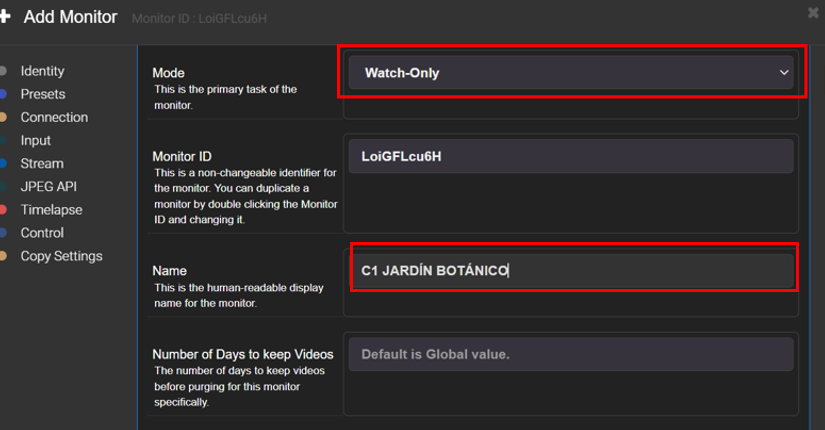 Add Monitor Monitor ID : LoiGFLcu6H
Identity
Presets
Connection
Input
Stream
JPEG API
Timelapse
Control
Copy Settings
Mode
This is the primary task of the
monitor.
Watch-Only
Monitor ID
This is a non-changeable identifier for
the monitor. You can duplicate a
monitor by double clicking the Monitor
ID and changing it.
LoiGFLcu6H
Name
This is the human-readable display
name for the monitor.
C1 JARDÍN BOTÁNICO
Number of Days to keep Videos
The number of days to keep videos
before purging for this monitor
specifically.
Default is Global value.